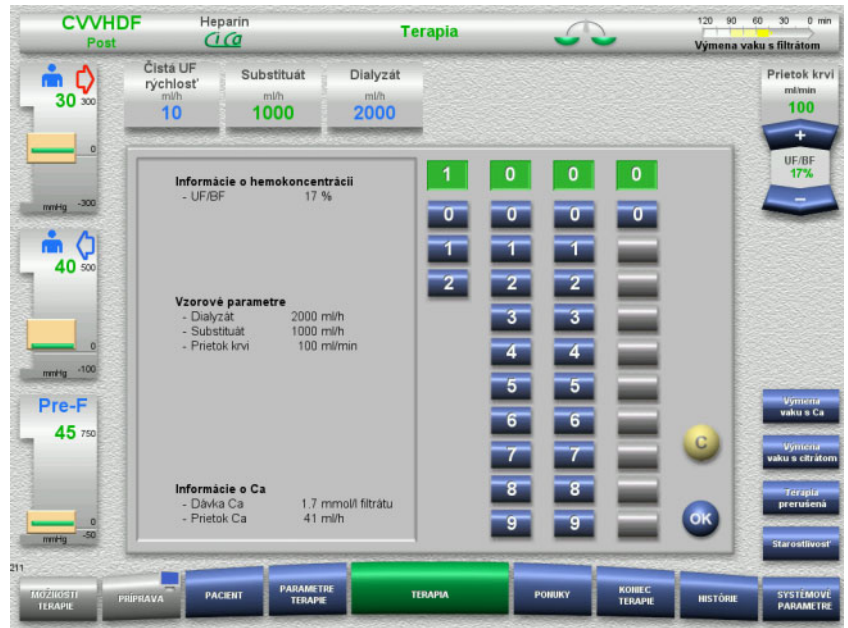 CVVHDF
Post
Heparin
CiCa
Terapia
120 90 60 30 0 min
Výmena vaku s filtrátom
30 300
0
mmHg -300
40 500
0
mmHg -100
Pre-F
45 750
0
mmHg -50
Čistá UF
rýchlosť
ml/h
10
Substituát
ml/h
1000
Dialyzát
ml/h
2000
Prietok krvi
ml/min
100
+
UF/BF
17%
−
Informácie o hemokoncentrácii
- UF/BF 17 %
Vzorové parametre
- Dialyzát 2000 ml/h
- Substituát 1000 ml/h
- Prietok krvi 100 ml/min
Informácie o Ca
- Dávka Ca 1.7 mmol/l filtrátu
- Prietok Ca 41 ml/h
1 0 0 0
0 0 0 0
1 1 1
2 2 2
3 3
4 4
5 5
6 6
7 7
8 8
9 9
C
OK
Výmena
vaku s Ca
Výmena
vaku s citrátom
Terapia
prerušená
Starostlivosť
211
MOŽNOSTI
TERAPIE
PRÍPRAVA
PACIENT
PARAMETRE
TERAPIE
TERAPIA
PONUKY
KONIEC
TERAPIE
HISTÓRIE
SYSTÉMOVÉ
PARAMETRE